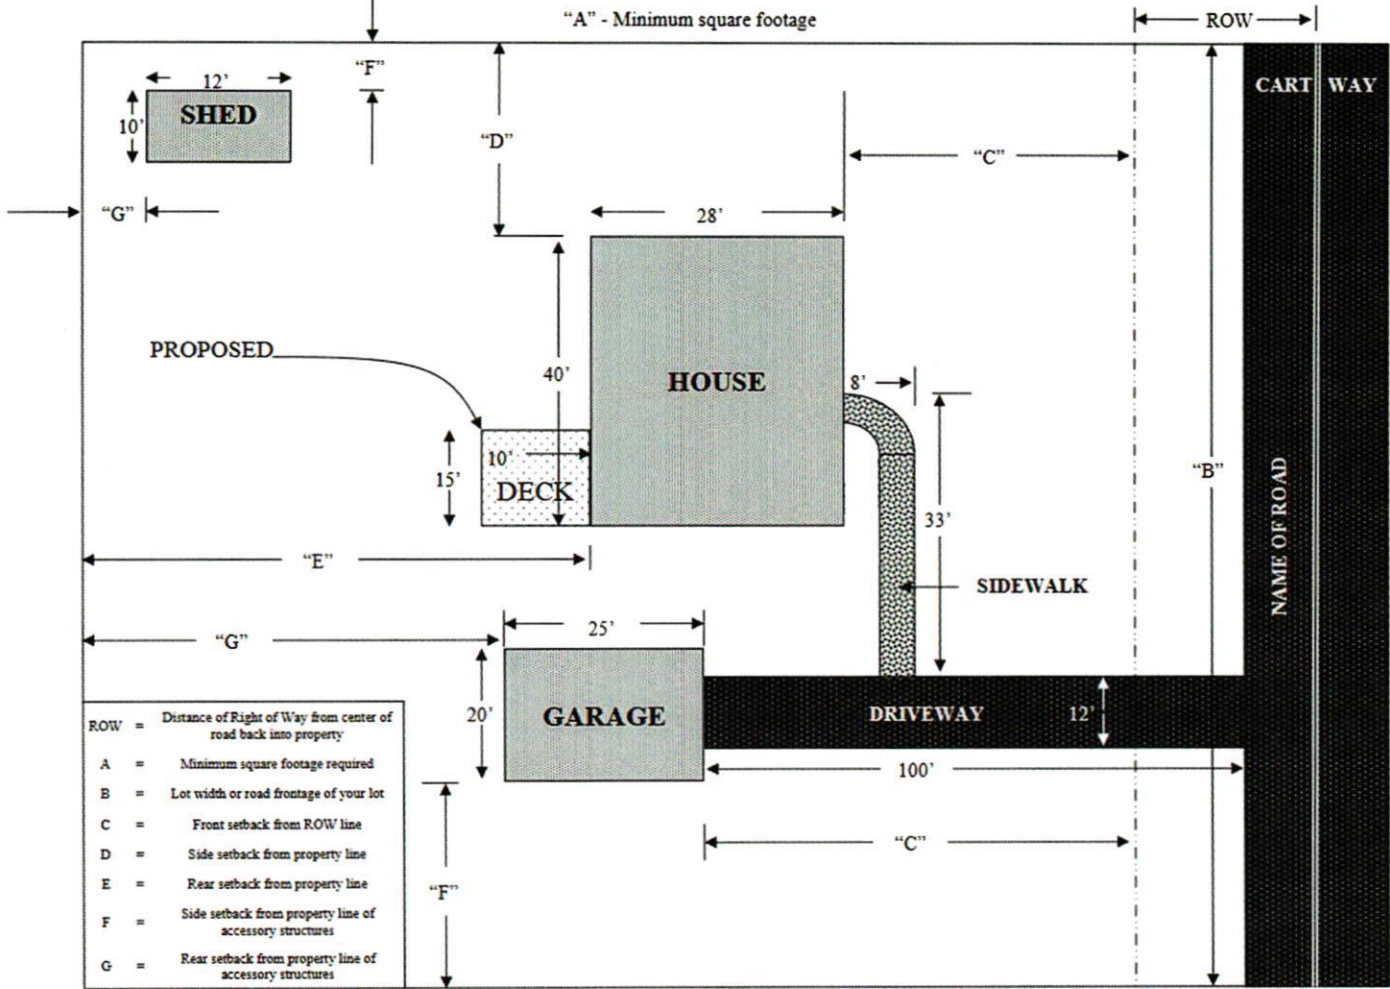 “A” - Minimum square footage
ROW
“F”
12’
SHED
10’
CART WAY
“D”
“C”
“G”
28’
PROPOSED
40’
HOUSE
8’
10’
15’
DECK
“B”
33’
NAME OF ROAD
“E”
SIDEWALK
25’
“G”
20’
GARAGE
DRIVEWAY
12’
100’
“C”
“F”
ROW = Distance of Right of Way from center of
road back into property
A = Minimum square footage required
B = Lot width or road frontage of your lot
C = Front setback from ROW line
D = Side setback from property line
E = Rear setback from property line
F = Side setback from property line of
accessory structures
G = Rear setback from property line of
accessory structures